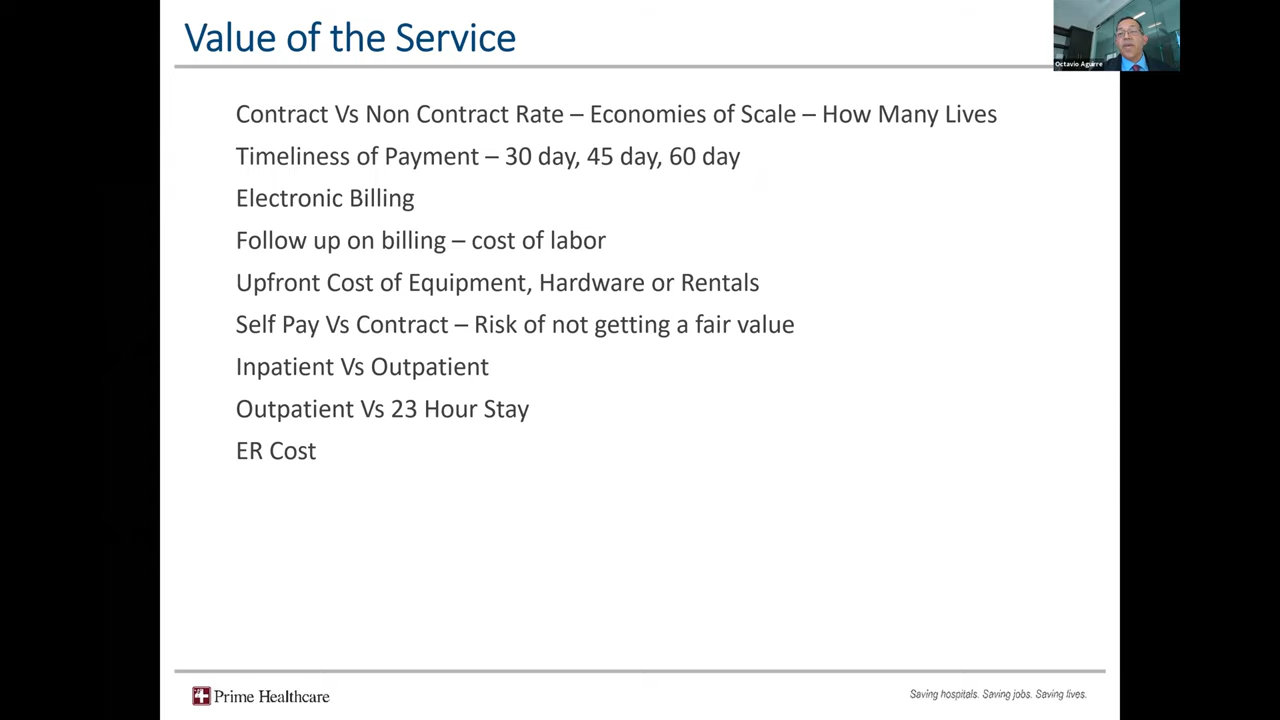 Value of the Service
Octavio Aguirre
Contract Vs Non Contract Rate – Economies of Scale – How Many Lives
Timeliness of Payment – 30 day, 45 day, 60 day
Electronic Billing
Follow up on billing – cost of labor
Upfront Cost of Equipment, Hardware or Rentals
Self Pay Vs Contract – Risk of not getting a fair value
Inpatient Vs Outpatient
Outpatient Vs 23 Hour Stay
ER Cost
Prime Healthcare
Saving hospitals. Saving jobs. Saving lives.